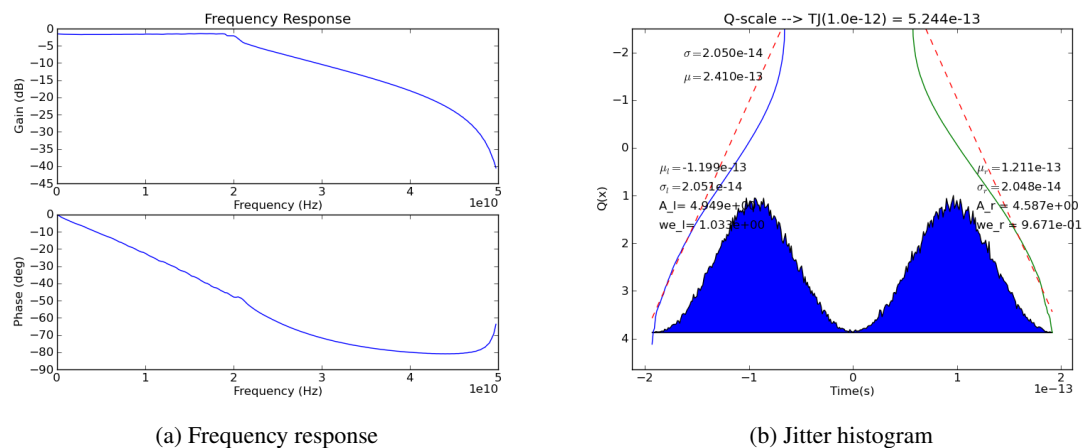 Frequency Response
0
−5
−10
−15
−20
−25
−30
−35
−40
−45
Gain (dB)
0 1 2 3 4 5
Frequency (Hz)
1e10
0
−10
−20
−30
−40
−50
−60
−70
−80
−90
Phase (deg)
0 1 2 3 4 5
Frequency (Hz)
1e10
(a) Frequency response
Q-scale --> TJ(1.0e-12) = 5.244e-13
−2
−1
0
1
2
3
4
Q(x)
σ=2.050e-14
μ=2.410e-13
μ_l=-1.199e-13
σ_l=2.051e-14
A_l= 4.949e+00
we_l= 1.033e+00
μ_r=1.211e-13
σ_r=2.048e-14
A_r = 4.587e+00
we_r = 9.671e-01
−2 −1 0 1 2
Time(s)
1e−13
(b) Jitter histogram